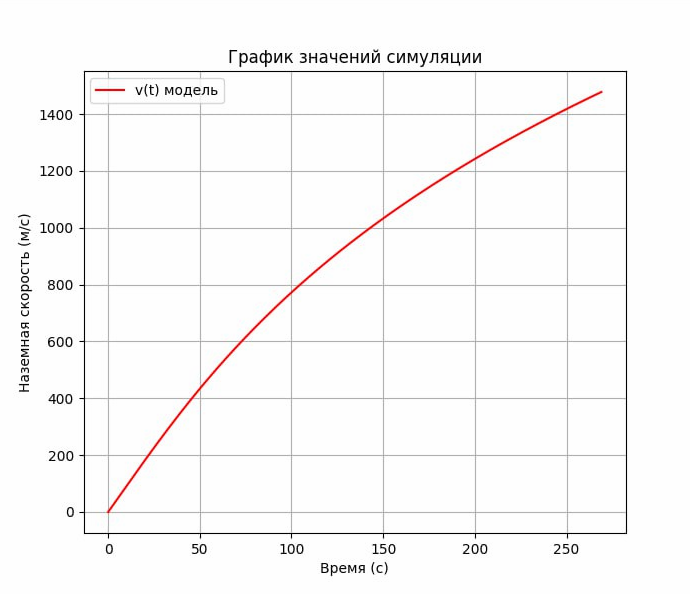 График значений симуляции
v(t) модель
Наземная скорость (м/с)
1400
1200
1000
800
600
400
200
0
0 50 100 150 200 250
Время (с)